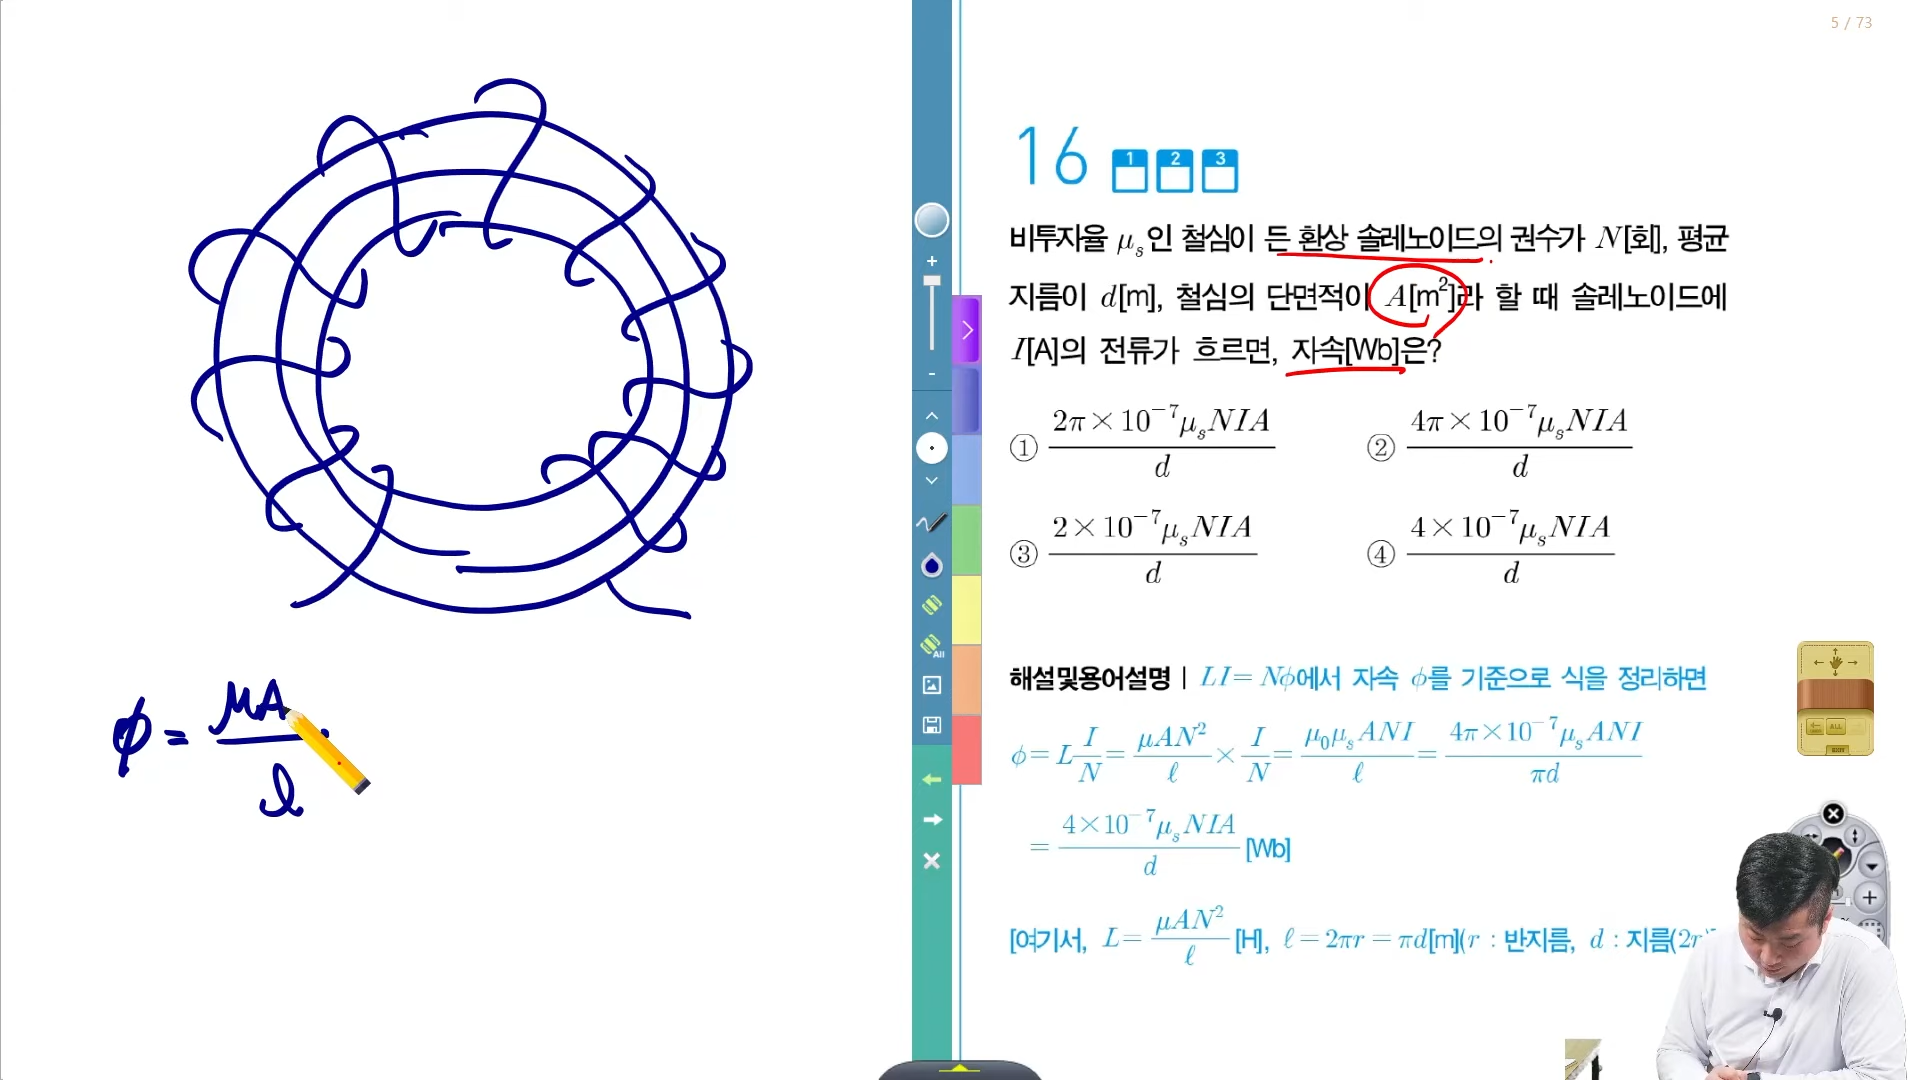 5 / 73
16 1 2 3
비투자율 μₛ인 철심이 든 환상 솔레노이드의 권수가 N[회], 평균
지름이 d[m], 철심의 단면적이 A[m²]라 할 때 솔레노이드에
I[A]의 전류가 흐르면, 자속[Wb]은?
① 2π×10⁻⁷μₛNIA / d ② 4π×10⁻⁷μₛNIA / d
③ 2×10⁻⁷μₛNIA / d ④ 4×10⁻⁷μₛNIA / d
해설및용어설명 | LI=Nϕ에서 자속 ϕ를 기준으로 식을 정리하면
ϕ=L I/N = μAN²/ℓ × I/N = μ₀μₛANI/ℓ = 4π×10⁻⁷μₛANI/πd
= 4×10⁻⁷μₛNIA/d [Wb]
[여기서, L= μAN²/ℓ [H], ℓ=2πr=πd[m](r : 반지름, d : 지름(2r)
ϕ = μA / l
All
ALL
EXIT